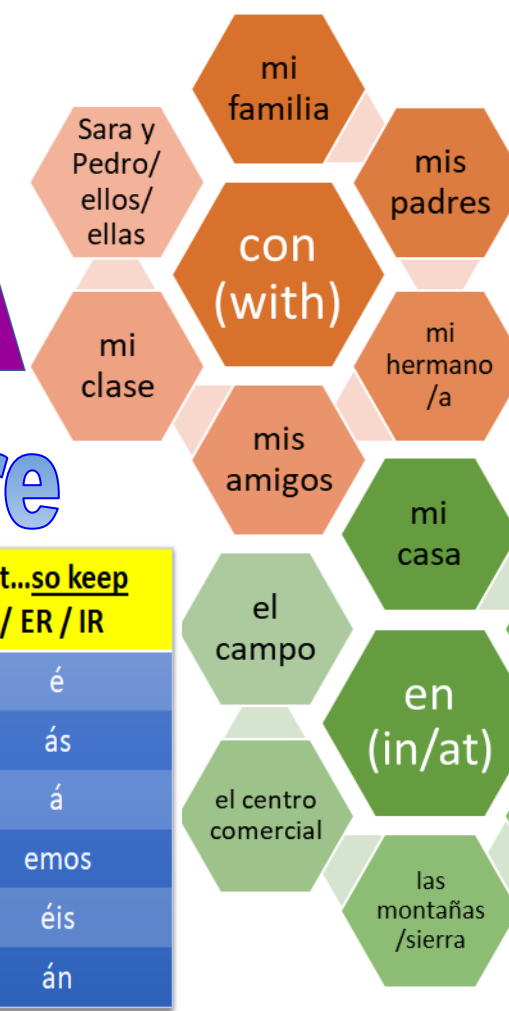 mi
familia
Sara y
Pedro/
ellos/
ellas
mis
padres
con
(with)
mi
clase
mi
hermano
/a
mis
amigos
re
mi
casa
t...so keep
/ ER / IR
é
ás
á
emos
éis
án
el
campo
en
(in/at)
el centro
comercial
las
montañas
/sierra